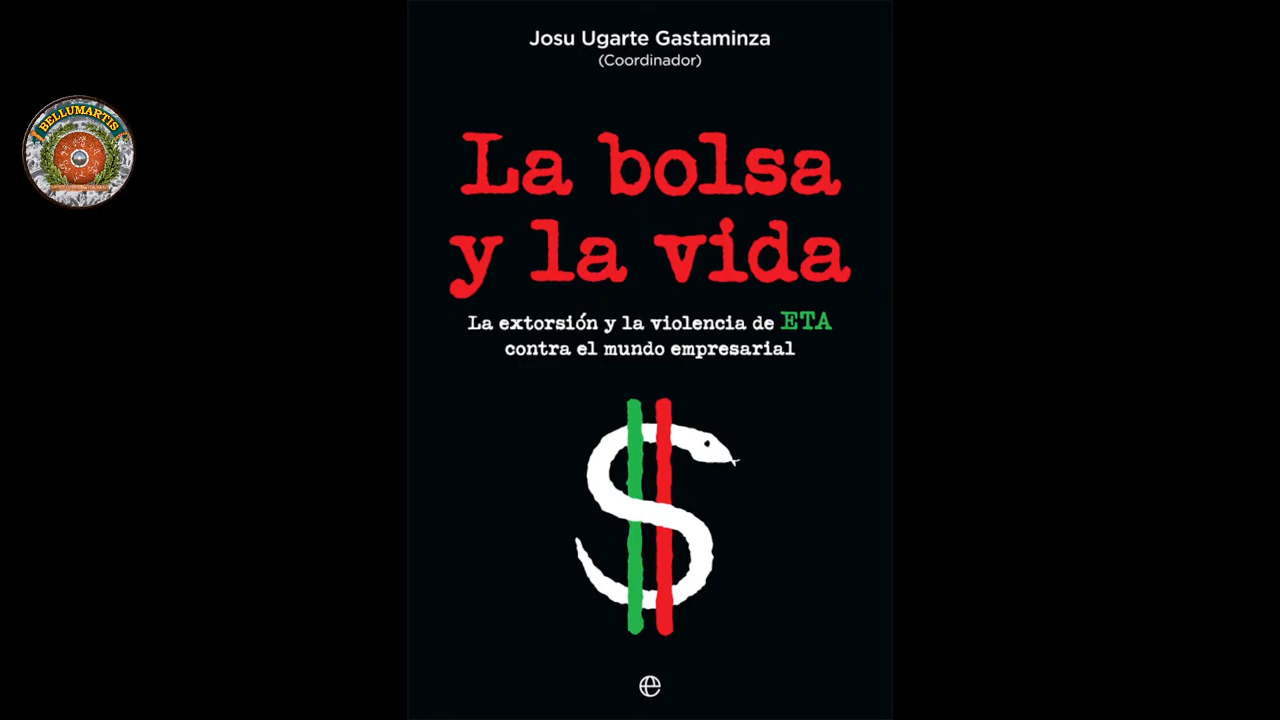 BELLUMARTIS
Josu Ugarte Gastaminza
(Coordinador)
La bolsa
y la vida
La extorsión y la violencia de ETA
contra el mundo empresarial
e